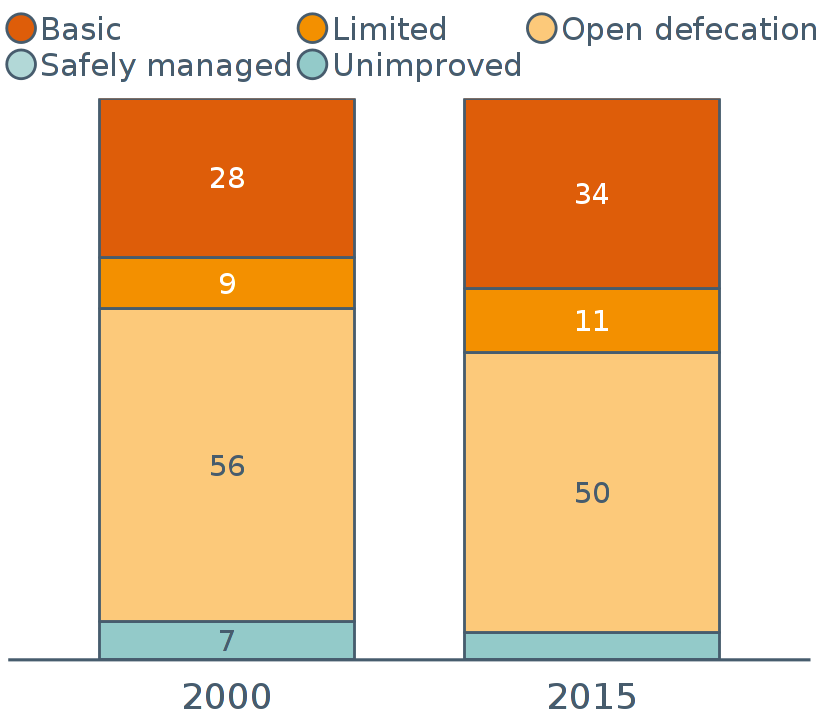 Basic Limited Open defecation
Safely managed Unimproved
28 34
9 11
56 50
7
2000 2015